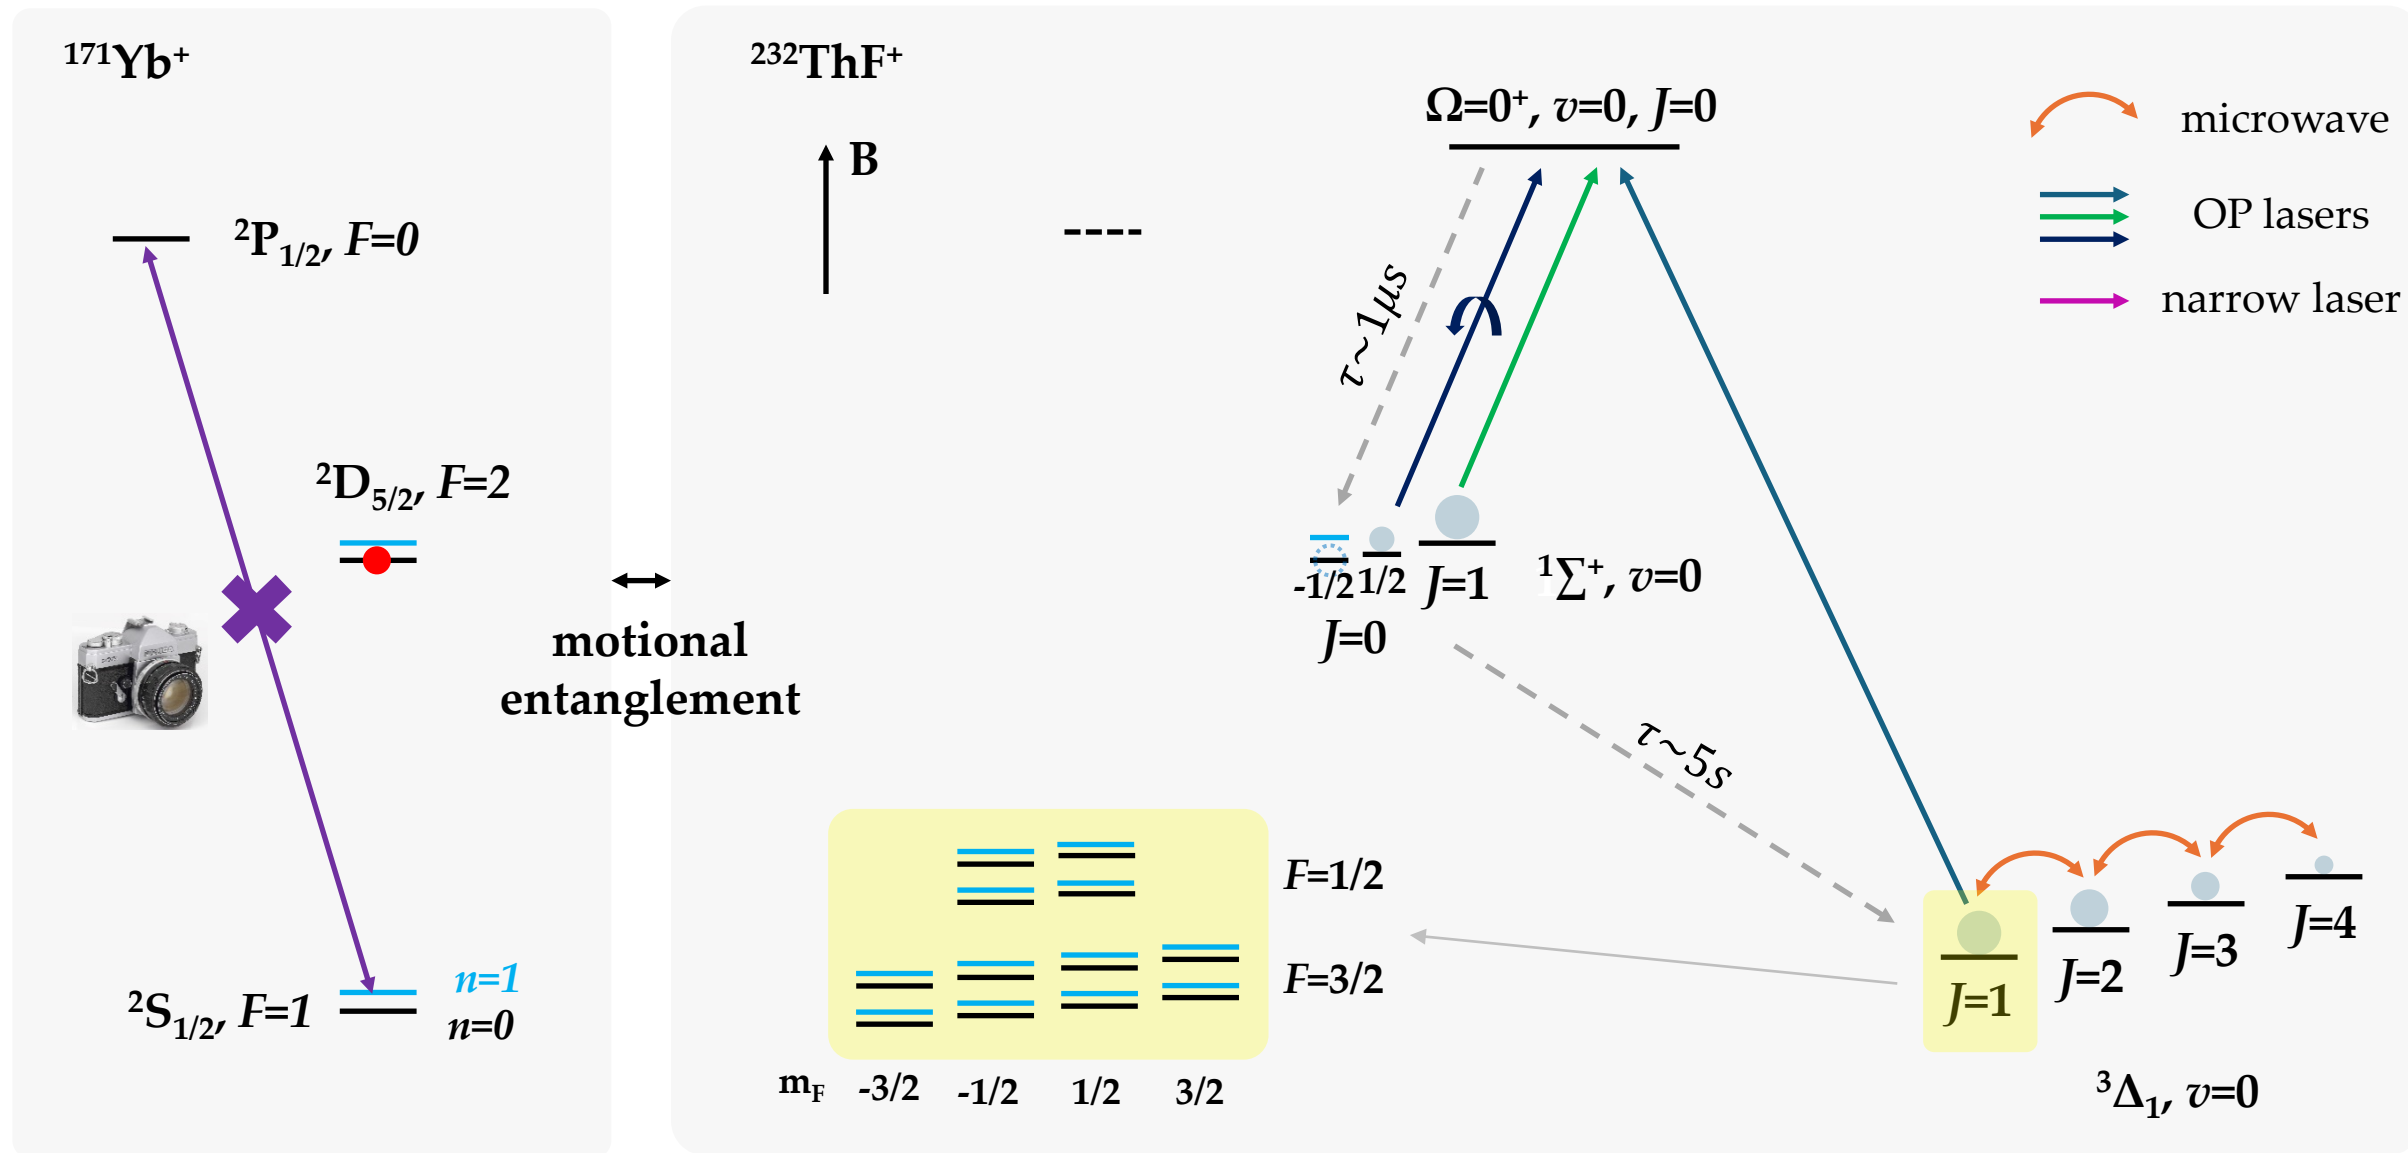 ¹⁷¹Yb⁺
²P₁/₂, F=0
²D₅/₂, F=2
²S₁/₂, F=1
n=1
n=0
motional
entanglement
²³²ThF⁺
B
Ω=0⁺, v=0, J=0
τ~1μs
-1/2 1/2 J=1
J=0
¹Σ⁺, v=0
τ~5s
F=1/2
F=3/2
m_F -3/2 -1/2 1/2 3/2
J=1 J=2 J=3 J=4
³Δ₁, v=0
microwave
OP lasers
narrow laser